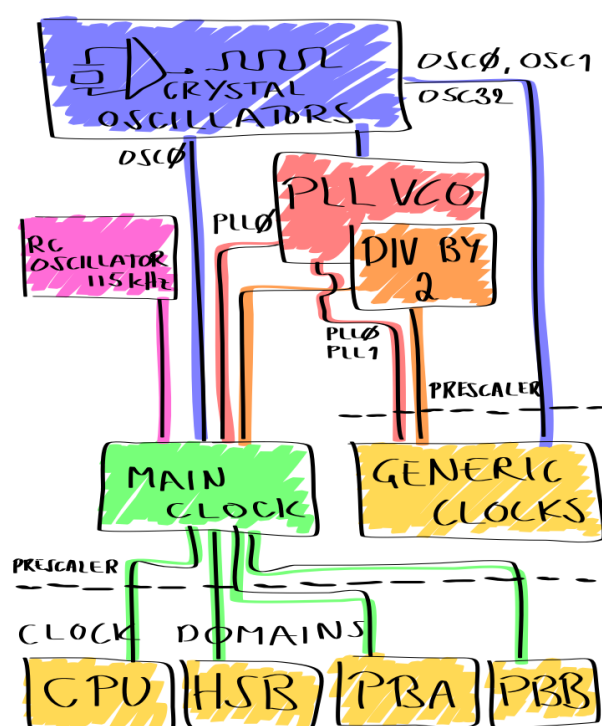 CRYSTAL
OSCILLATORS
OSCØ, OSC1
OSC32
OSCØ
PLL VCO
PLLØ
RC
OSCILLATOR
115kHz
DIV BY
2
PLLØ
PLL1
PRESCALER
MAIN
CLOCK
GENERIC
CLOCKS
PRESCALER
CLOCK DOMAINS
CPU HSB PBA PBB